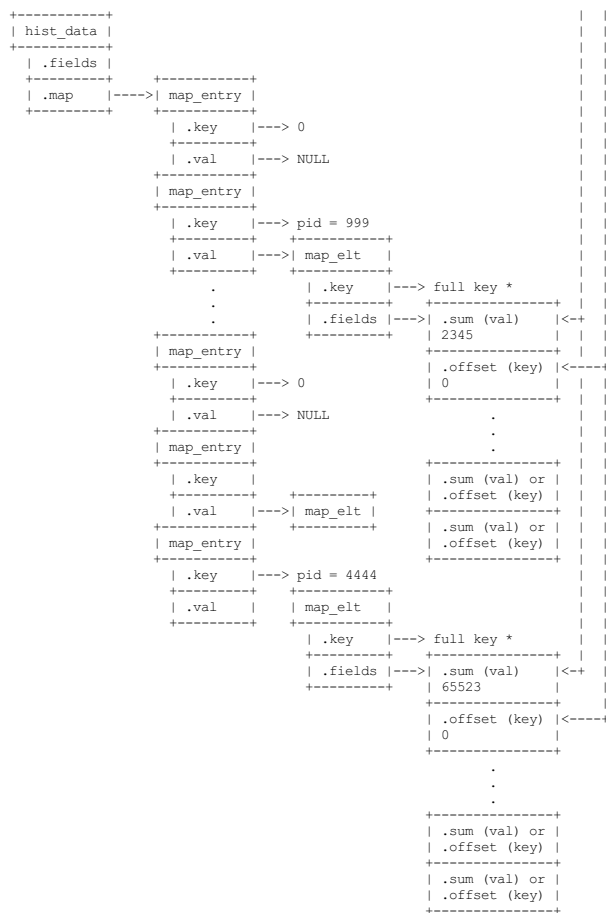 hist_data
.fields
.map ----> map_entry
.key ---> 0
.val ---> NULL
map_entry
.key ---> pid = 999
.val --->| map_elt
. .key ---> full key *
.
. .fields --->| .sum (val) <-+
map_entry 2345
.offset (key) <----+
.key ---> 0 0
.val ---> NULL .
.
map_entry .
.key .sum (val) or
.offset (key)
.val --->| map_elt
.sum (val) or
map_entry .offset (key)
.key ---> pid = 4444
.val map_elt
.key ---> full key *
.fields --->| .sum (val) <-+
65523
.offset (key) <----+
0
.
.
.
.sum (val) or
.offset (key)
.sum (val) or
.offset (key)